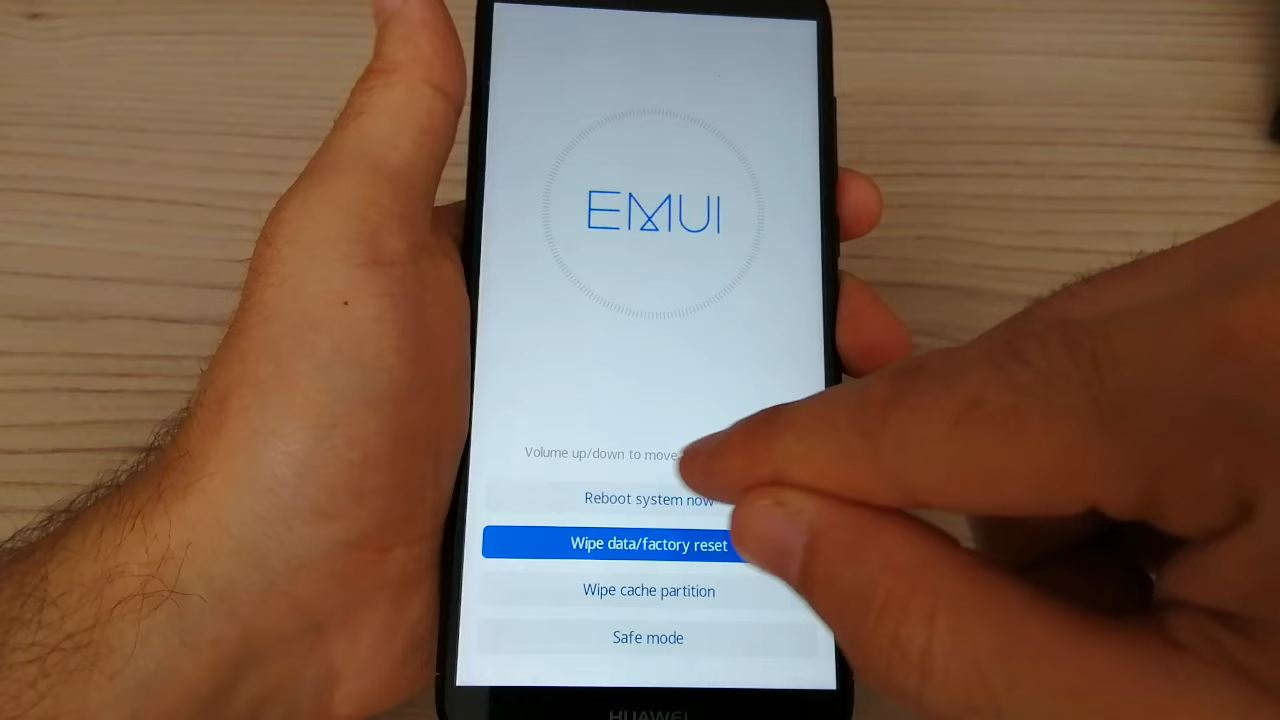 EMUI
Volume up/down to move
Reboot system now
Wipe data/factory reset
Wipe cache partition
Safe mode
HUAWEI